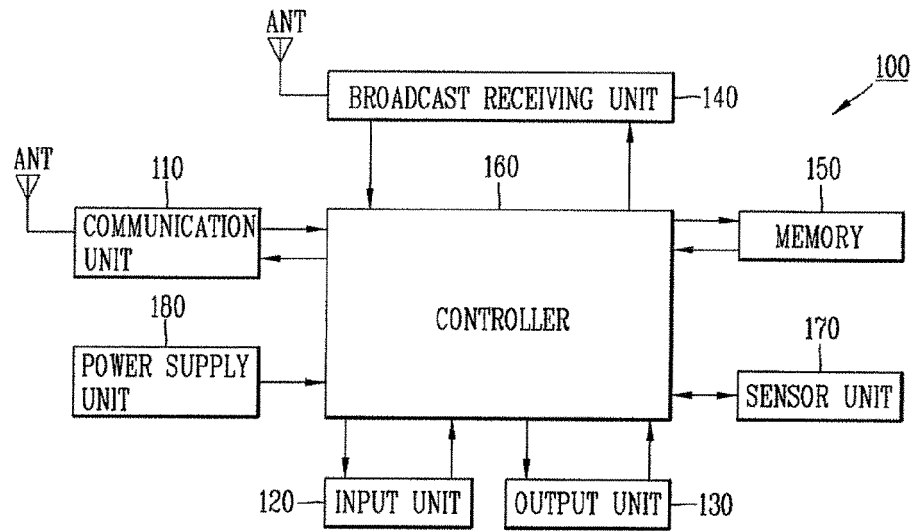 ANT
BROADCAST RECEIVING UNIT
140
100
ANT
110
160
150
COMMUNICATION
UNIT
MEMORY
CONTROLLER
180
170
POWER SUPPLY
UNIT
SENSOR UNIT
120
INPUT UNIT
OUTPUT UNIT
130